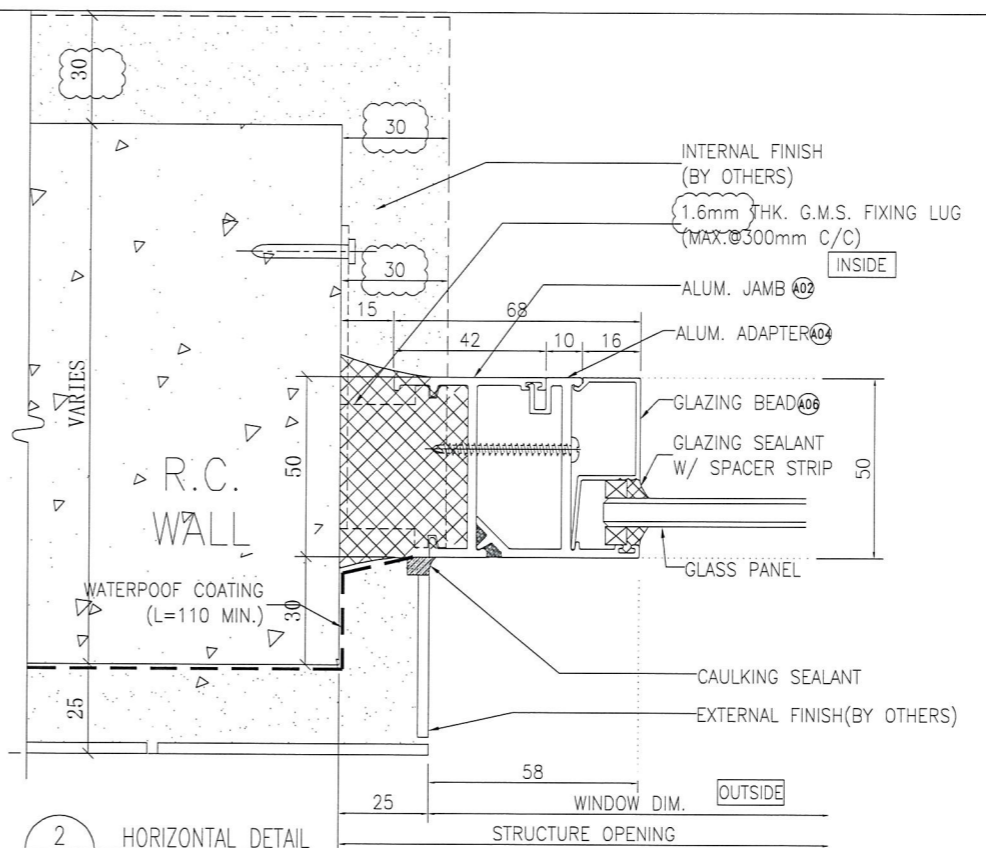 30
30
INTERNAL FINISH
(BY OTHERS)
1.6mm THK. G.M.S. FIXING LUG
(MAX.@300mm C/C)
INSIDE
30
ALUM. JAMB A02
15
68
42
10
16
ALUM. ADAPTER A04
VARIES
GLAZING BEAD A06
GLAZING SEALANT
W/ SPACER STRIP
50
50
R.C.
WALL
GLASS PANEL
WATERPOOF COATING
(L=110 MIN.)
30
CAULKING SEALANT
25
EXTERNAL FINISH(BY OTHERS)
58
25
WINDOW DIM.
OUTSIDE
2
HORIZONTAL DETAIL
STRUCTURE OPENING